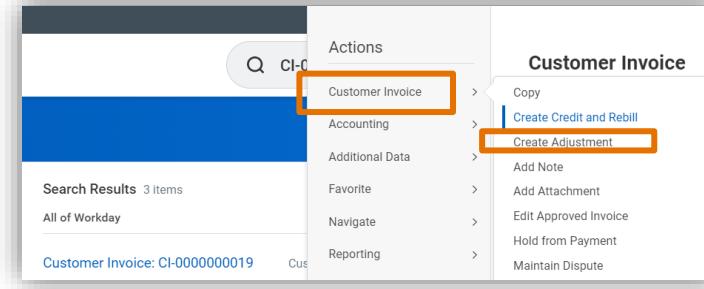 CI-0
Search Results 3 items
All of Workday
Customer Invoice: CI-0000000019 Cus
Actions
Customer Invoice
Accounting
Additional Data
Favorite
Navigate
Reporting
Customer Invoice
Copy
Create Credit and Rebill
Create Adjustment
Add Note
Add Attachment
Edit Approved Invoice
Hold from Payment
Maintain Dispute